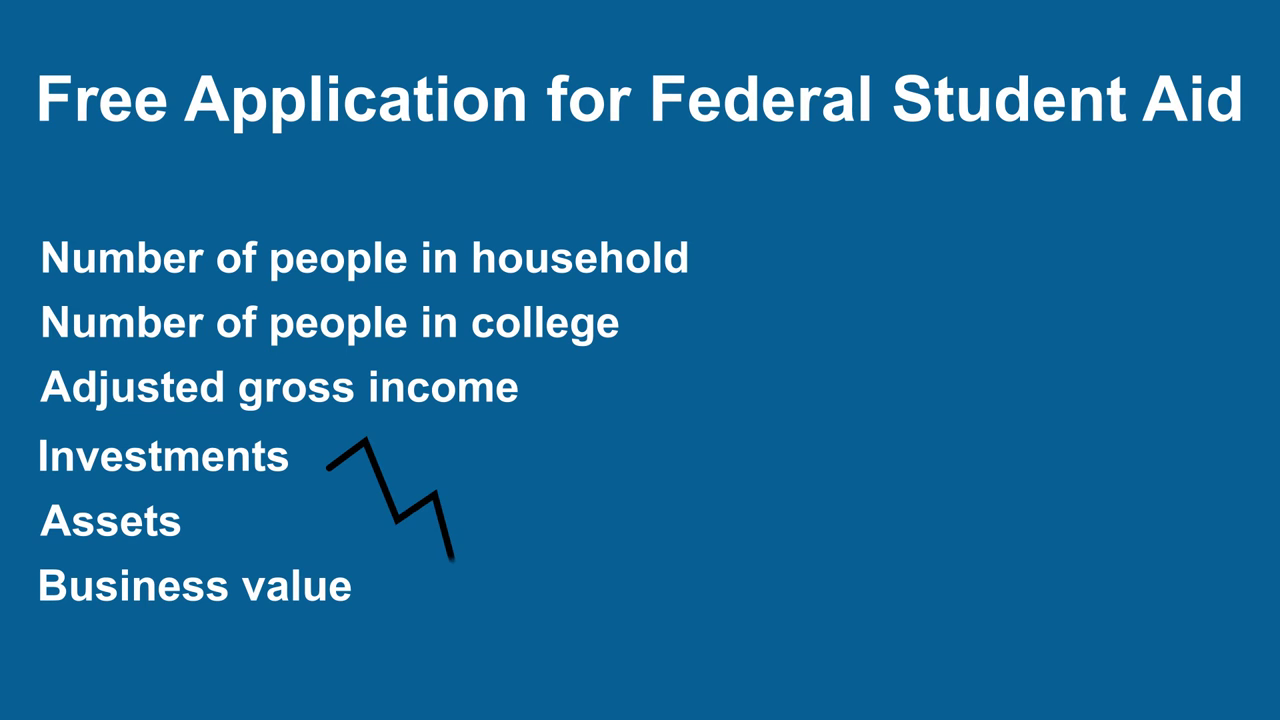 Free Application for Federal Student Aid
Number of people in household
Number of people in college
Adjusted gross income
Investments
Assets
Business value